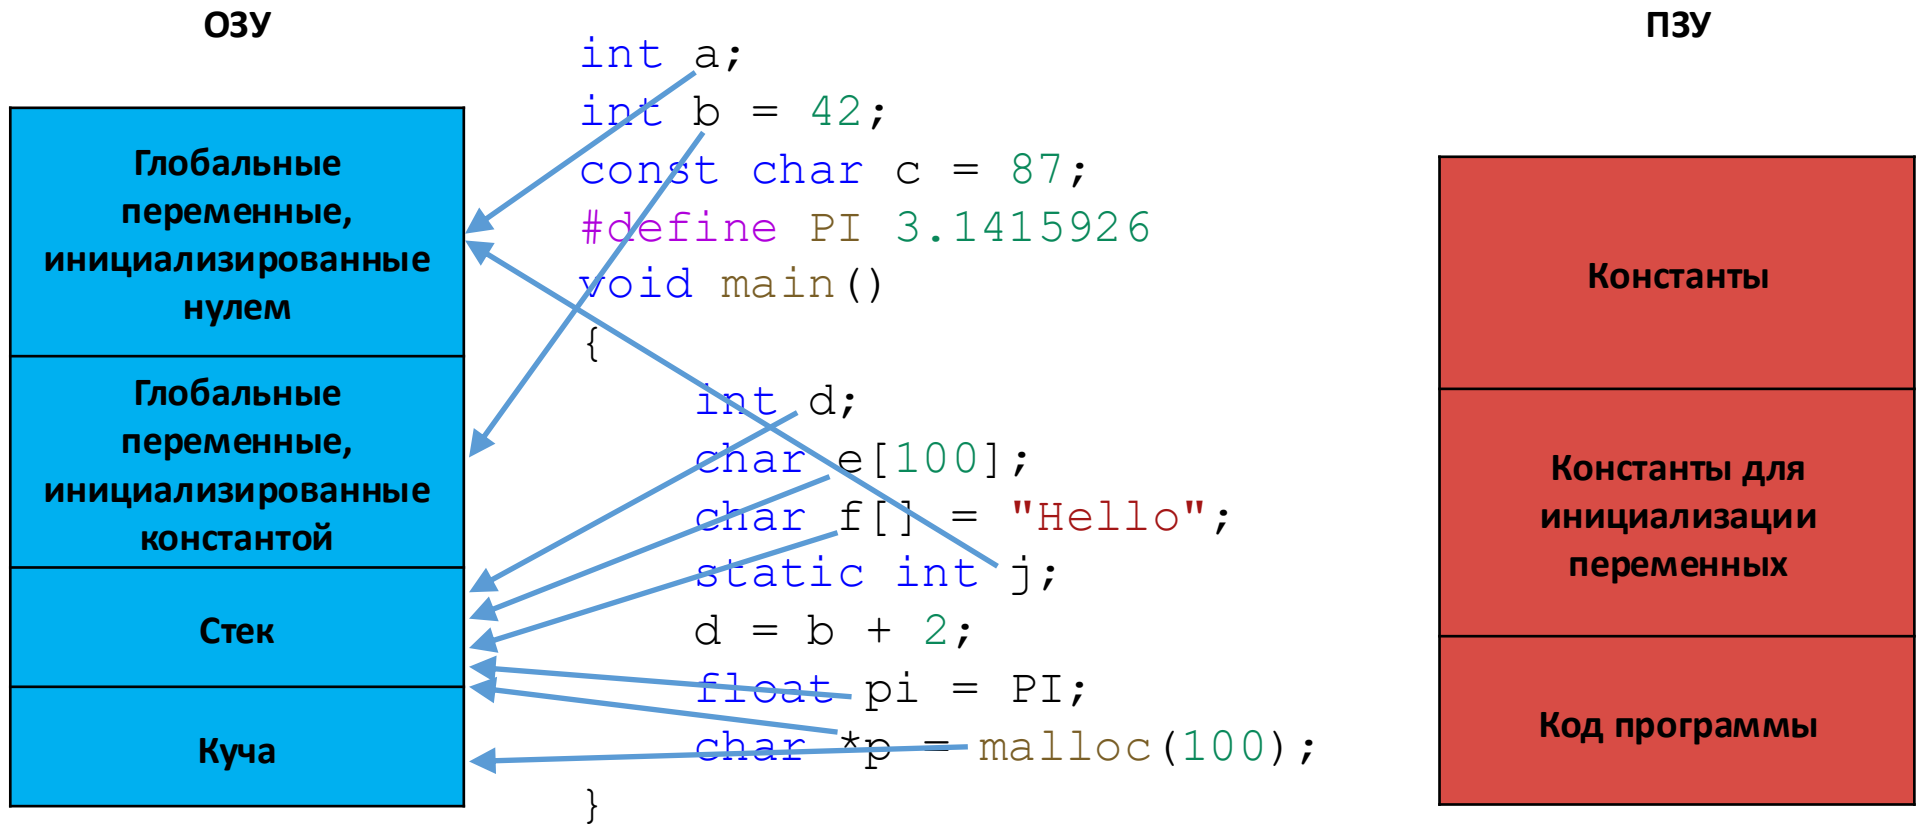 ОЗУ
Глобальные
переменные,
инициализированные
нулем
Глобальные
переменные,
инициализированные
константой
Стек
Куча
int a;
int b = 42;
const char c = 87;
#define PI 3.1415926
void main()
{
int d;
char e[100];
char f[] = "Hello";
static int j;
d = b + 2;
float pi = PI;
char *p = malloc(100);
}
ПЗУ
Константы
Константы для
инициализации
переменных
Код программы